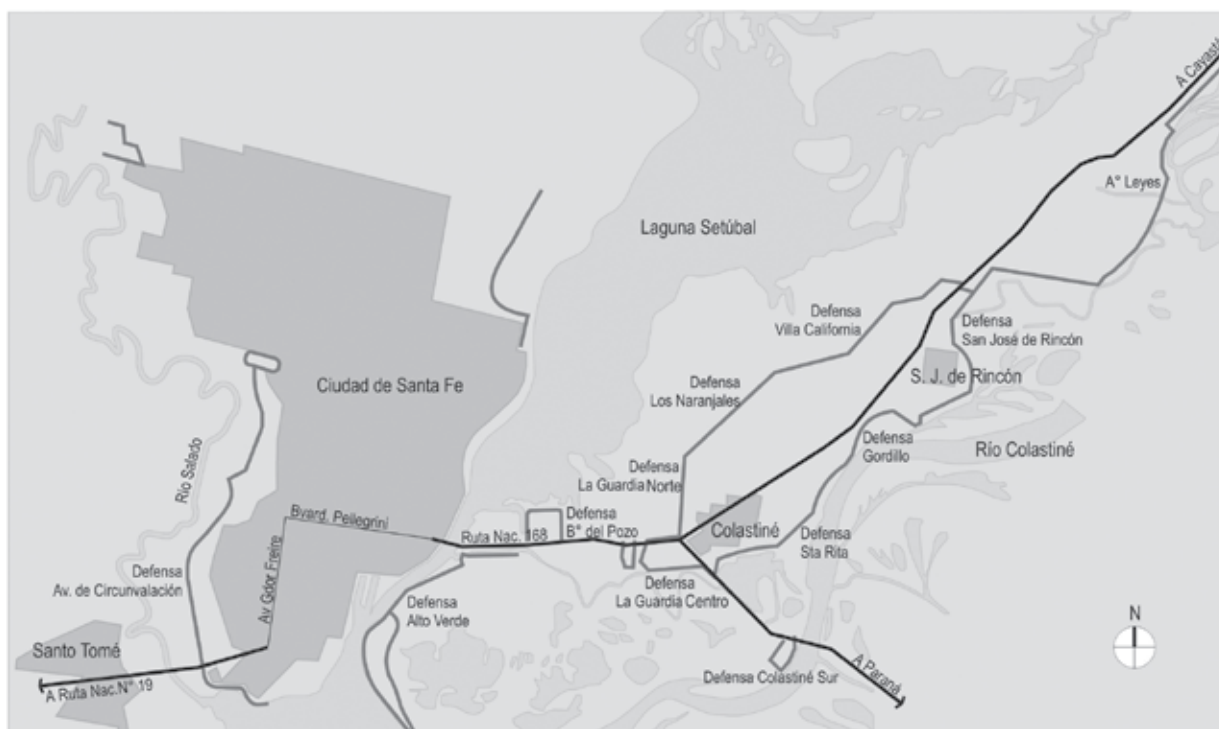 A Cayastá
A° Leyes
Laguna Setúbal
Defensa
Villa California
Defensa
San José de Rincón
Ciudad de Santa Fe
S. J. de Rincón
Defensa
Los Naranjales
Defensa
Gordillo
Río Colastiné
Río Salado
Defensa
La Guardia Norte
Bvard. Pellegrini
Ruta Nac. 168
Defensa
B° del Pozo
Colastiné
Defensa
Sta Rita
Defensa
Av. de Circunvalación
Av Gdor Freire
Defensa
Alto Verde
Defensa
La Guardia Centro
N
Santo Tomé
A Ruta Nac.N° 19
Defensa Colastiné Sur
A Paraná